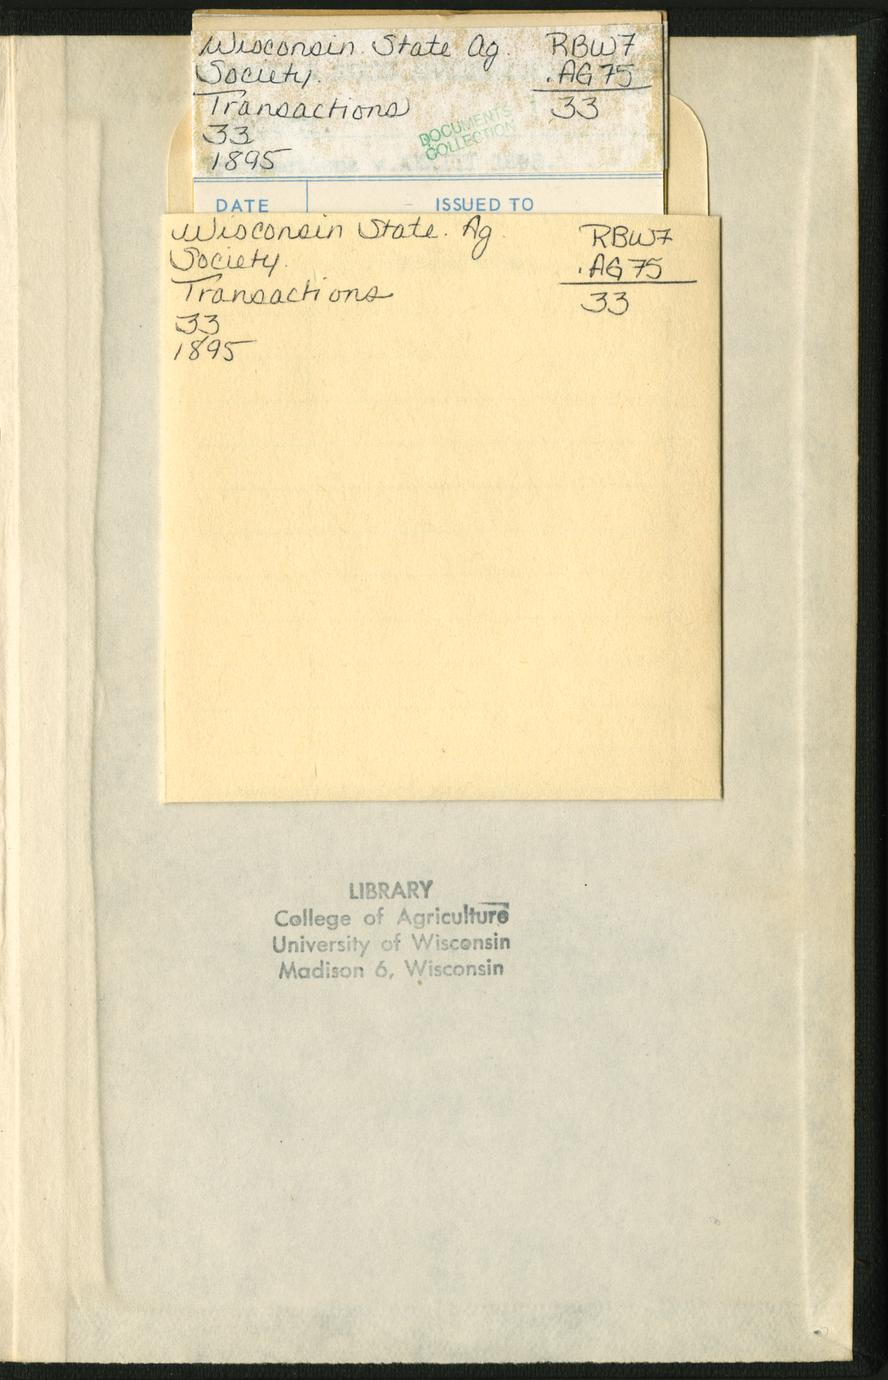 Wisconsin State Ag. RBW7
Society. .AG75
Transactions 33
33
1895
DOCUMENTS
COLLECTION
DATE ISSUED TO
Wisconsin State. Ag. RBW7
Society. .AG75
Transactions 33
33
1895
LIBRARY
College of Agriculture
University of Wisconsin
Madison 6, Wisconsin